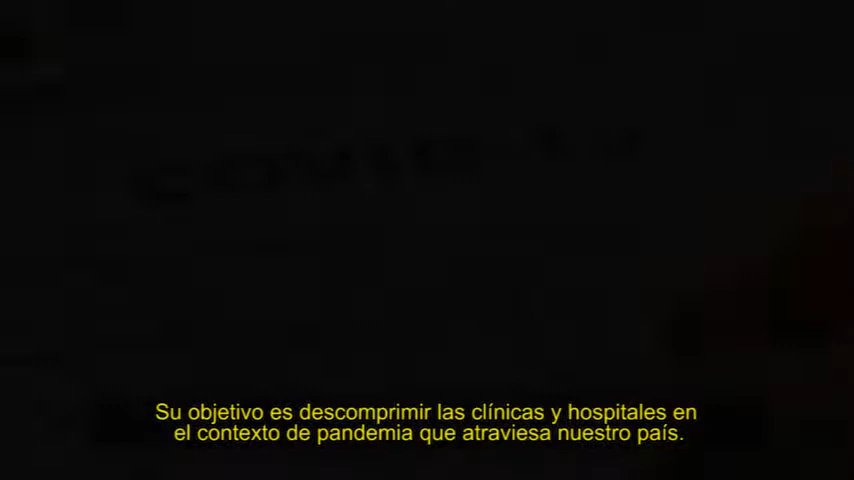 Su objetivo es descomprimir las clínicas y hospitales en
el contexto de pandemia que atraviesa nuestro país.